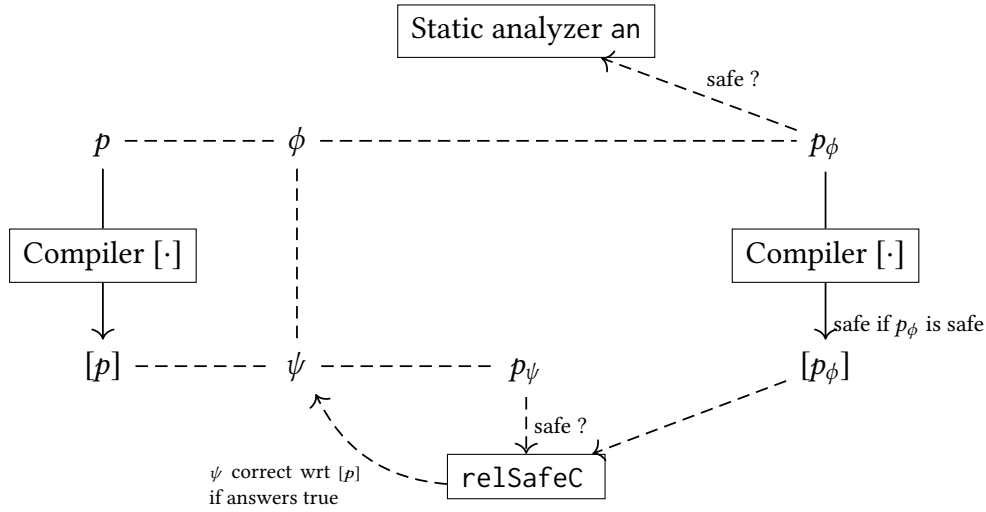 Static analyzer an
safe ?
p ϕ p_ϕ
Compiler [·] Compiler [·]
safe if p_ϕ is safe
[p] ψ p_ψ [p_ϕ]
safe ?
relSafeC
ψ correct wrt [p]
if answers true